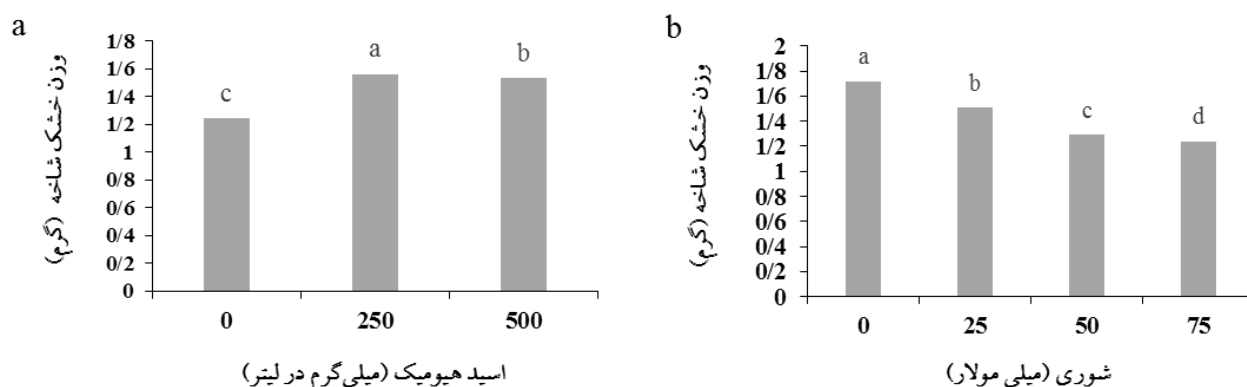 a
وزن خشک شاخه (گرم)
1/8
1/6
1/4
1/2
1
0/8
0/6
0/4
0/2
0
c
a
b
0 250 500
اسید هیومیک (میلی‌گرم در لیتر)
b
وزن خشک شاخه (گرم)
2
1/8
1/6
1/4
1/2
1
0/8
0/6
0/4
0/2
0
a
b
c
d
0 25 50 75
شوری (میلی مولار)